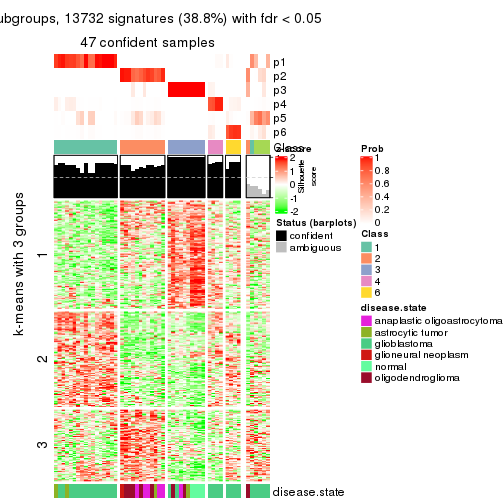 ubgroups, 13732 signatures (38.8%) with fdr < 0.05
47 confident samples
p1
p2
p3
p4
p5
p6
Class
z-score
2
1
0
-1
-2
Silhouette
score
Prob
1
0.8
0.6
0.4
0.2
0
Status (barplots)
confident
ambiguous
Class
1
2
3
4
6
disease.state
anaplastic oligoastrocytoma
astrocytic tumor
glioblastoma
glioneural neoplasm
normal
oligodendroglioma
k-means with 3 groups
1
2
3
disease.state